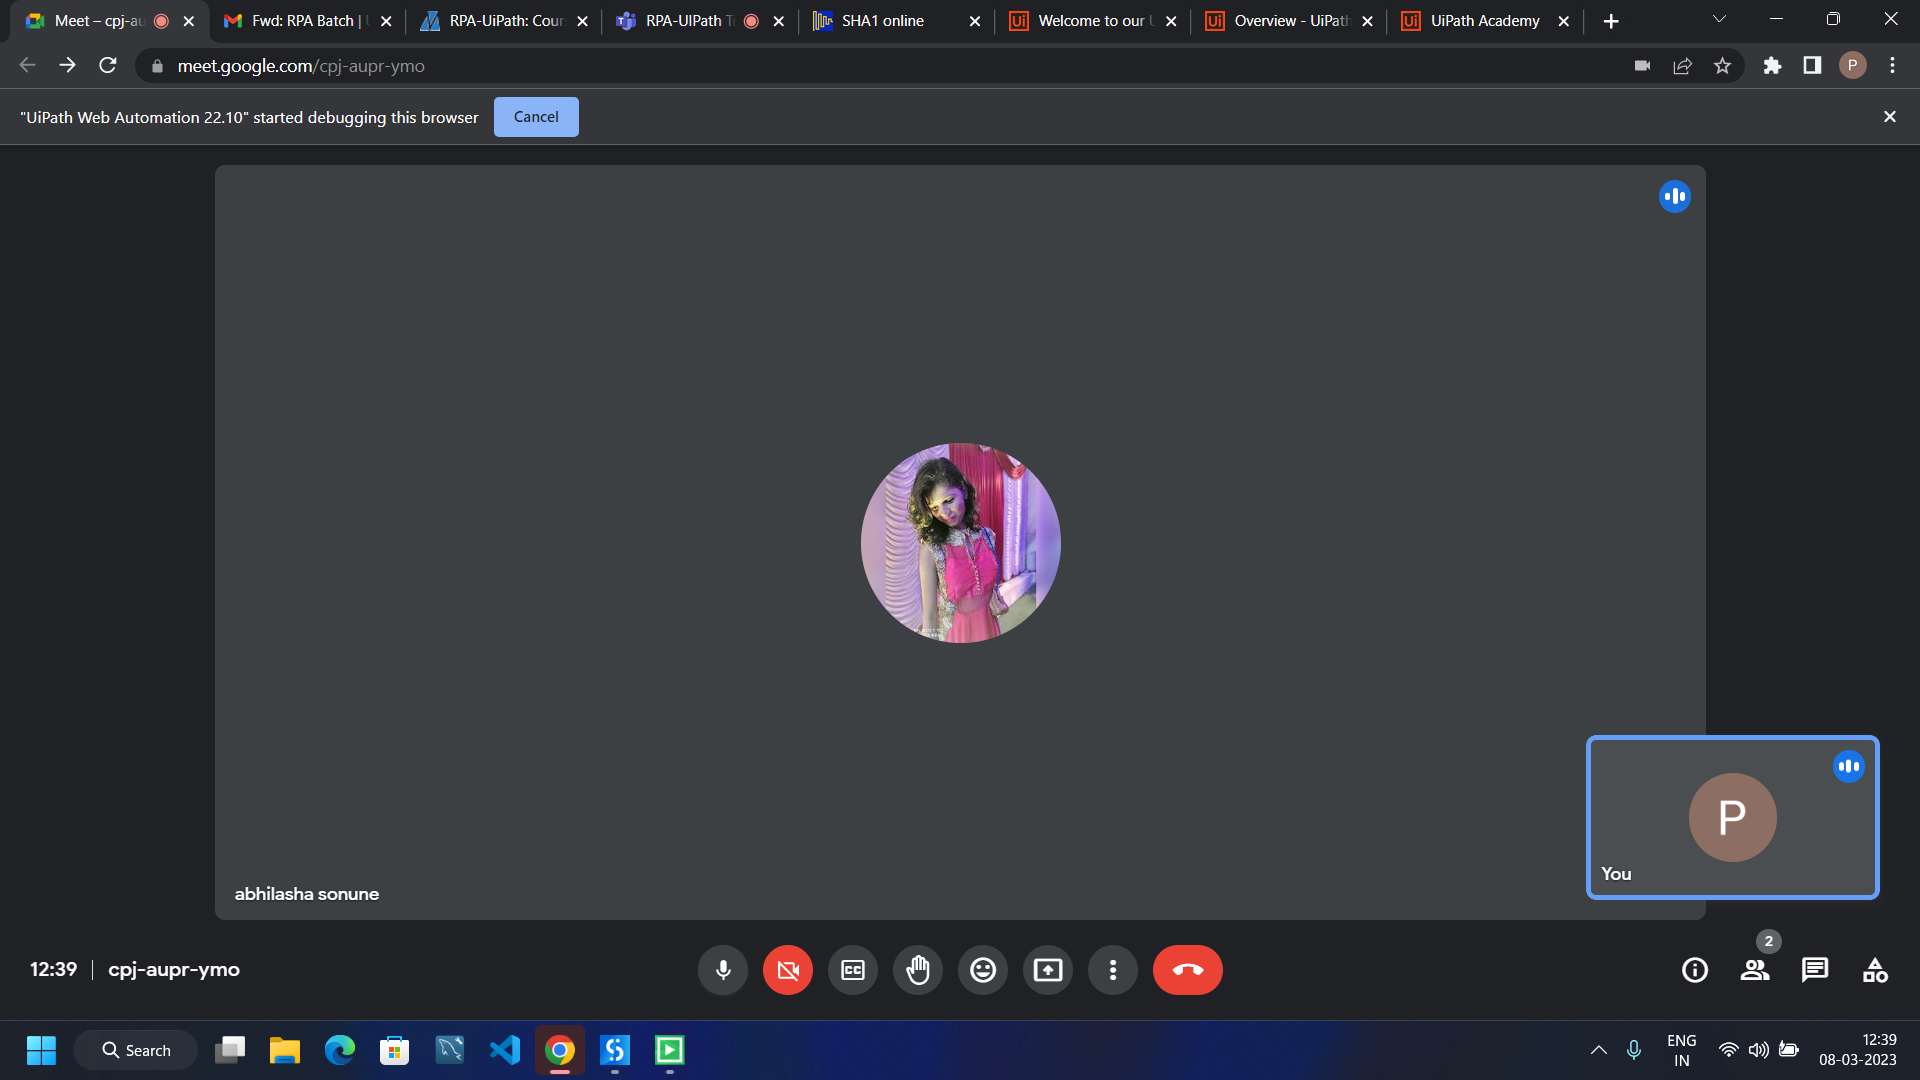 Meet – cpj-au
Fwd: RPA Batch |
RPA-UiPath: Cour
RPA-UIPath Tr
SHA1 online
Welcome to our
Overview - UiPath
UiPath Academy
meet.google.com/cpj-aupr-ymo
P
"UiPath Web Automation 22.10" started debugging this browser
Cancel
abhilasha sonune
P
You
12:39 | cpj-aupr-ymo
CC
2
Search
ENG
IN
12:39
08-03-2023